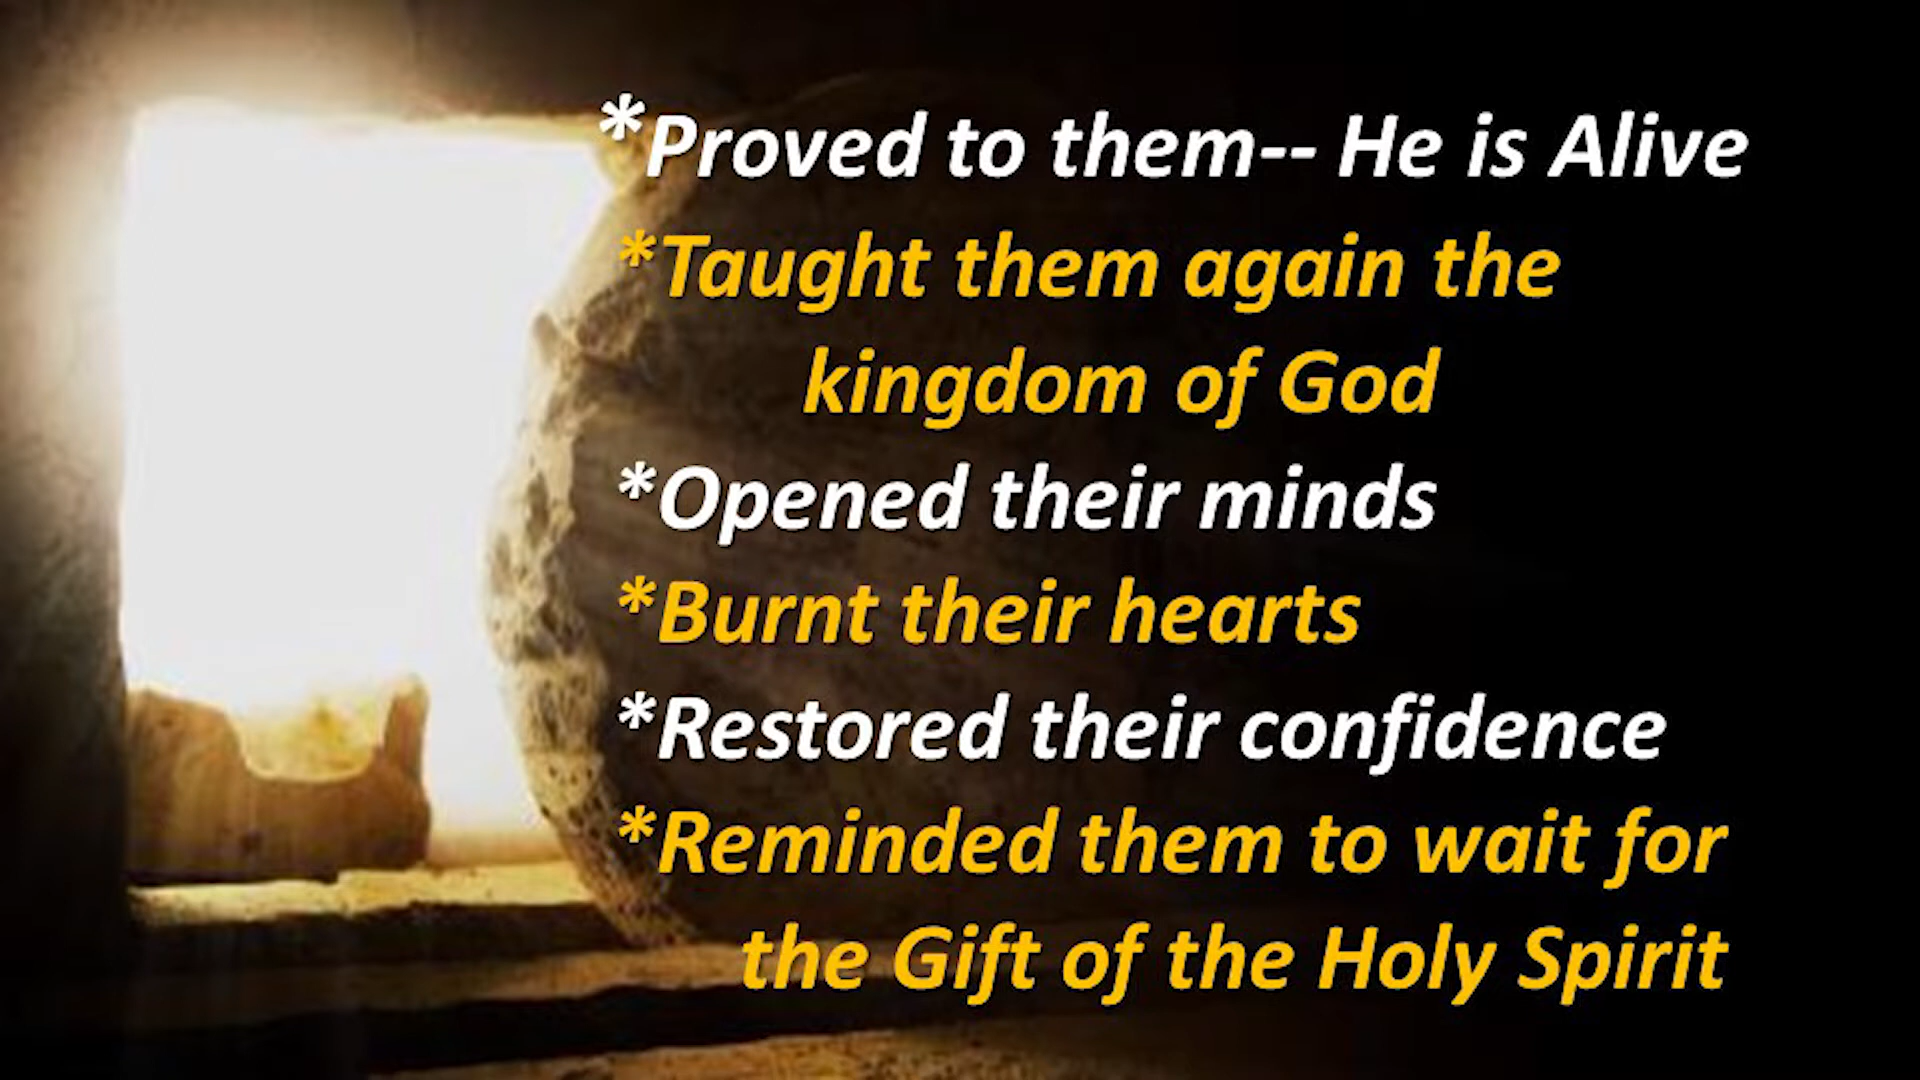 *Proved to them-- He is Alive
*Taught them again the
kingdom of God
*Opened their minds
*Burnt their hearts
*Restored their confidence
*Reminded them to wait for
the Gift of the Holy Spirit